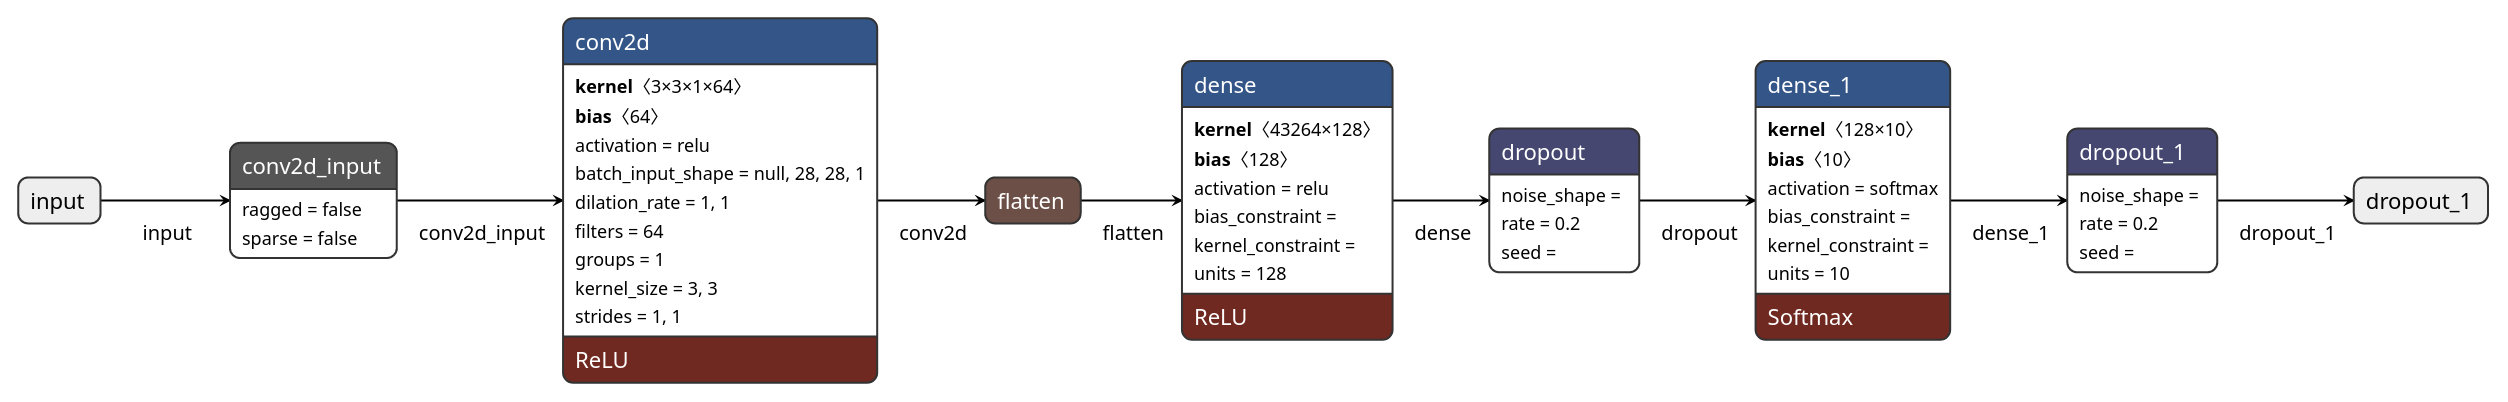 input
input
conv2d_input
ragged = false
sparse = false
conv2d_input
conv2d
kernel〈3×3×1×64〉
bias〈64〉
activation = relu
batch_input_shape = null, 28, 28, 1
dilation_rate = 1, 1
filters = 64
groups = 1
kernel_size = 3, 3
strides = 1, 1
ReLU
conv2d
flatten
flatten
dense
kernel〈43264×128〉
bias〈128〉
activation = relu
bias_constraint =
kernel_constraint =
units = 128
ReLU
dense
dropout
noise_shape =
rate = 0.2
seed =
dropout
dense_1
kernel〈128×10〉
bias〈10〉
activation = softmax
bias_constraint =
kernel_constraint =
units = 10
Softmax
dense_1
dropout_1
noise_shape =
rate = 0.2
seed =
dropout_1
dropout_1